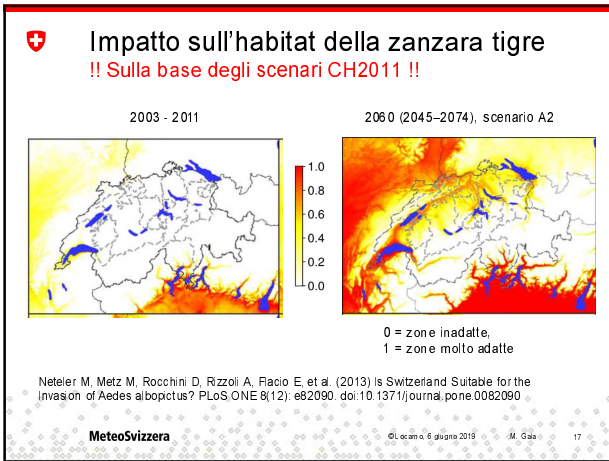 Impatto sull'habitat della zanzara tigre
!! Sulla base degli scenari CH2011 !!
2003 - 2011
2060 (2045–2074), scenario A2
1.0
0.8
0.6
0.4
0.2
0.0
0 = zone inadatte,
1 = zone molto adatte
Neteler M, Metz M, Rocchini D, Rizzoli A, Flacio E, et al. (2013) Is Switzerland Suitable for the
Invasion of Aedes albopictus? PLoS ONE 8(12): e82090. doi:10.1371/journal.pone.0082090
MeteoSvizzera
© Locarno, 6 giugno 2019
M. Gaia
17